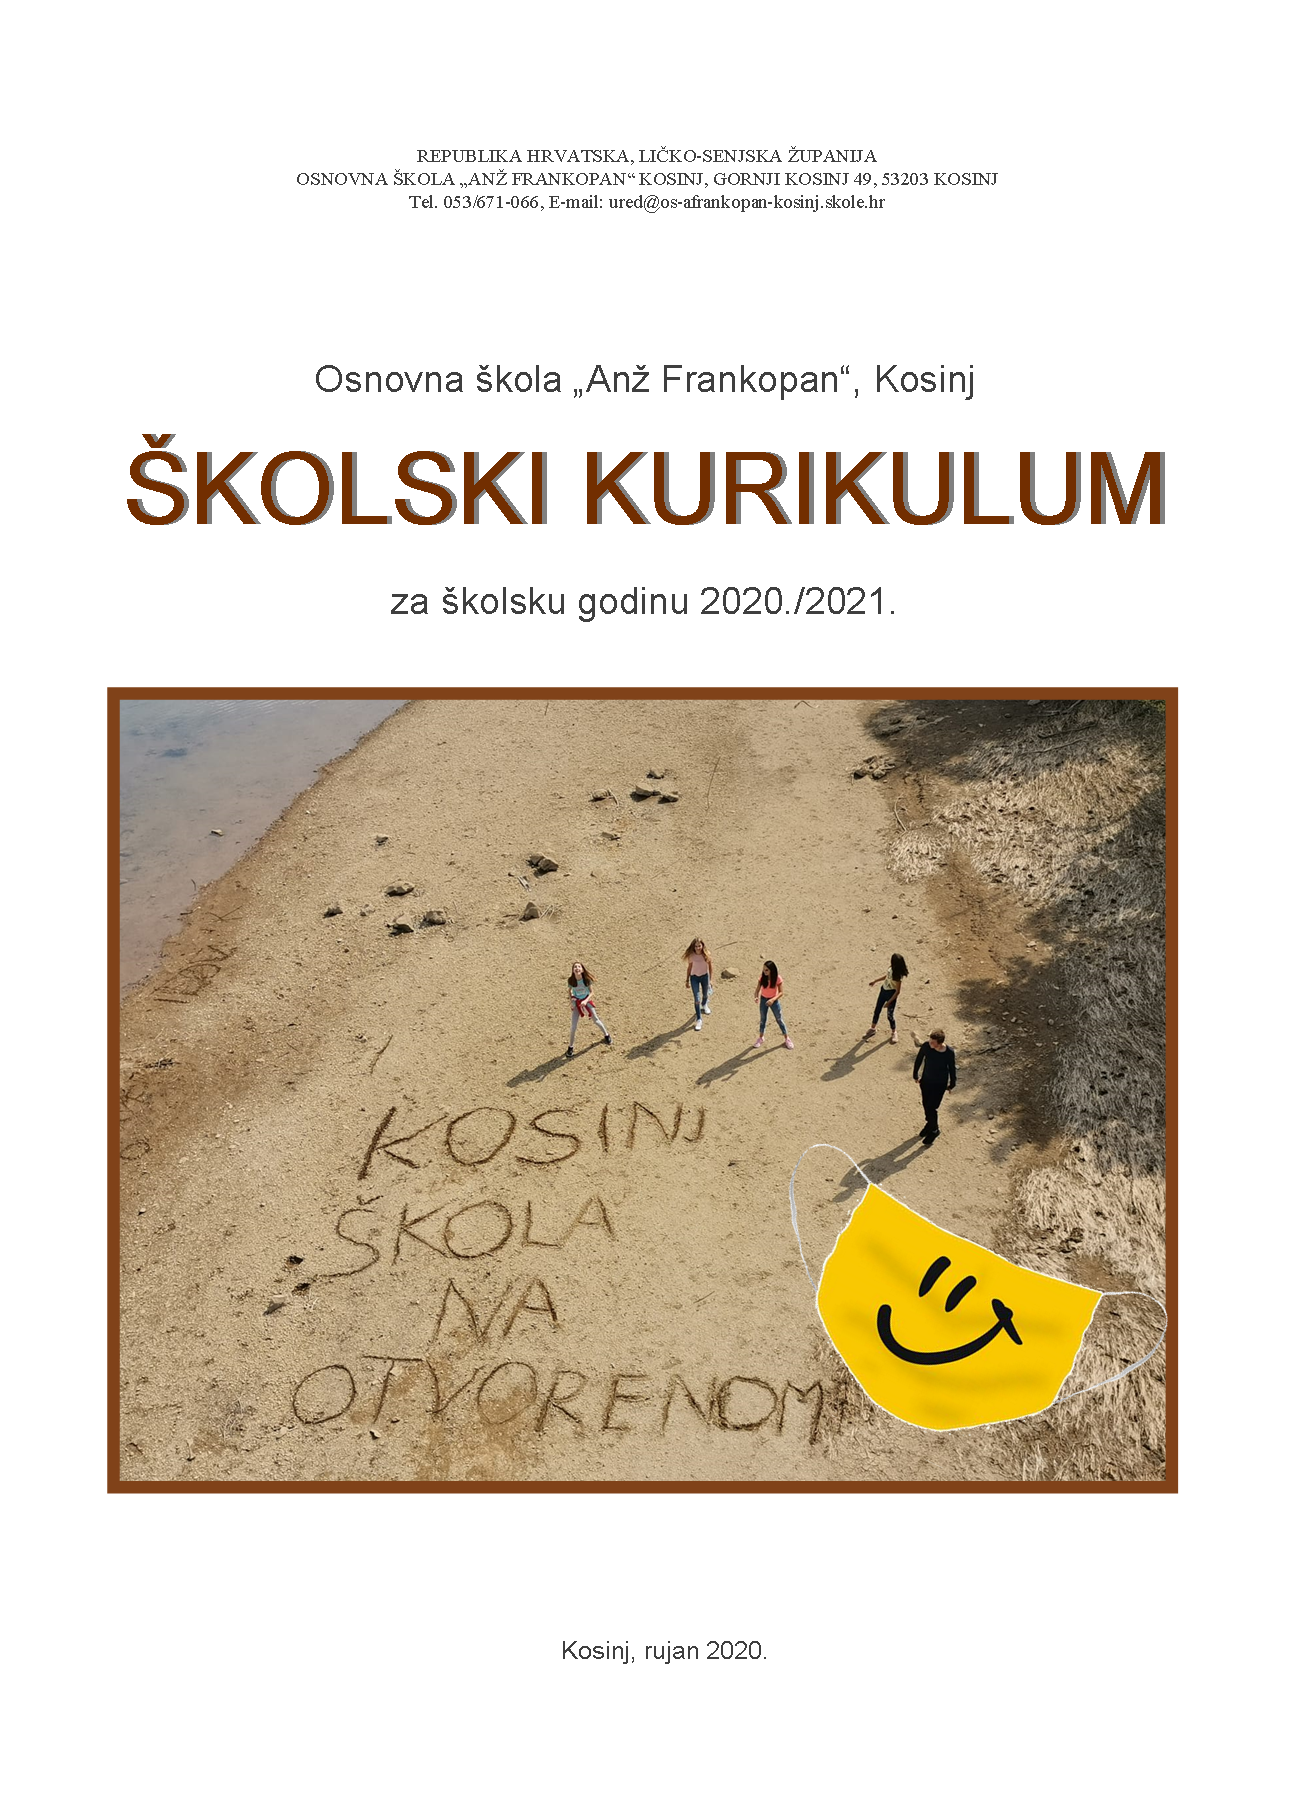 REPUBLIKA HRVATSKA, LIČKO-SENJSKA ŽUPANIJA
OSNOVNA ŠKOLA „ANŽ FRANKOPAN“ KOSINJ, GORNJI KOSINJ 49, 53203 KOSINJ
Tel. 053/671-066, E-mail: ured@os-afrankopan-kosinj.skole.hr
Osnovna škola „Anž Frankopan“, Kosinj
ŠKOLSKI KURIKULUM
za školsku godinu 2020./2021.
KOSINJ
ŠKOLA
NA
OTVORENOM
Kosinj, rujan 2020.